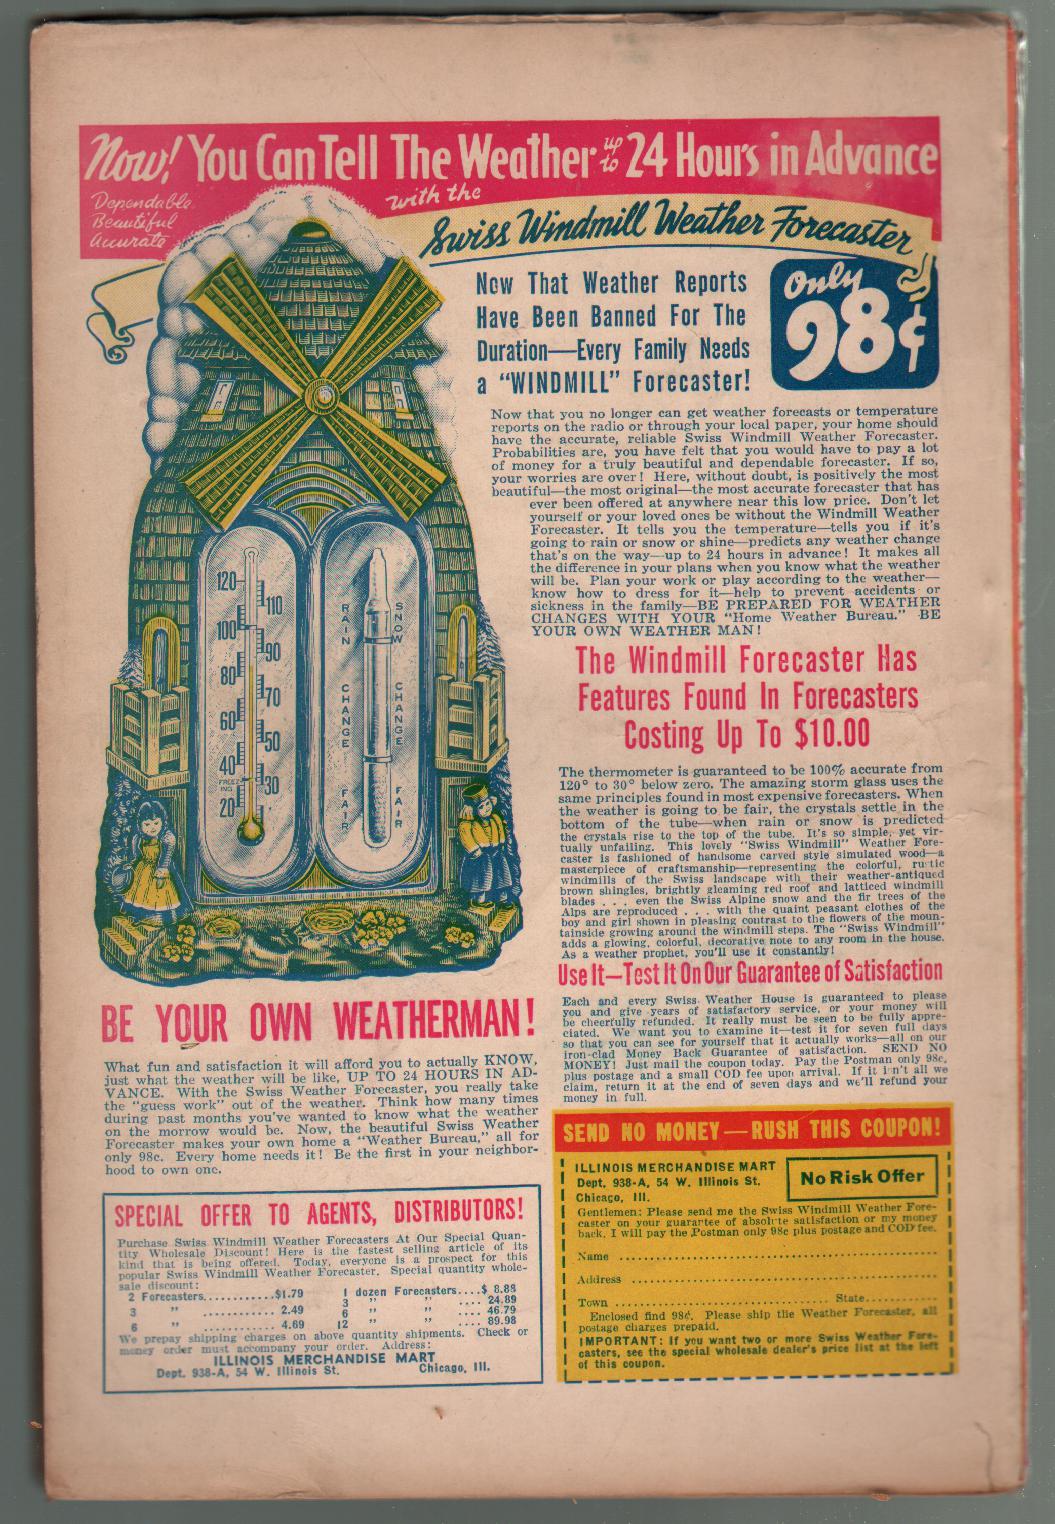 Now! You Can Tell The Weather up to 24 Hours in Advance
Dependable
Beautiful
Accurate
with the
Swiss Windmill Weather Forecaster
Now That Weather Reports
Have Been Banned For The
Duration—Every Family Needs
a "WINDMILL" Forecaster!
Only
98¢
Now that you no longer can get weather forecasts or temperature
reports on the radio or through your local paper, your home should
have the accurate, reliable Swiss Windmill Weather Forecaster.
Probabilities are, you have felt that you would have to pay a lot
of money for a truly beautiful and dependable forecaster. If so,
your worries are over! Here, without doubt, is positively the most
beautiful—the most original—the most accurate forecaster that has
ever been offered at anywhere near this low price. Don't let
yourself or your loved ones be without the Windmill Weather
Forecaster. It tells you the temperature—tells you if it's
going to rain or snow or shine—predicts any weather change
that's on the way—up to 24 hours in advance! It makes all
the difference in your plans when you know what the weather
will be. Plan your work or play according to the weather—
know how to dress for it—help to prevent accidents or
sickness in the family—BE PREPARED FOR WEATHER
CHANGES WITH YOUR "Home Weather Bureau." BE
YOUR OWN WEATHER MAN!
120
110
100
90
80
70
60
50
40
FREEZ
ING
30
20
RAIN
SNOW
CHANGE
CHANGE
FAIR
FAIR
The Windmill Forecaster Has
Features Found In Forecasters
Costing Up To $10.00
The thermometer is guaranteed to be 100% accurate from
120° to 30° below zero. The amazing storm glass uses the
same principles found in most expensive forecasters. When
the weather is going to be fair, the crystals settle in the
bottom of the tube—when rain or snow is predicted
the crystals rise to the top of the tube. It's so simple, yet vir-
tually unfailing. This lovely "Swiss Windmill" Weather Fore-
caster is fashioned of handsome carved style simulated wood—a
masterpiece of craftsmanship—representing the colorful, rustic
windmills of the Swiss landscape with their weather-antiqued
brown shingles, brightly gleaming red roof and latticed windmill
blades . . . even the Swiss Alpine snow and the fir trees of the
Alps are reproduced . . . with the quaint peasant clothes of the
boy and girl shown in pleasing contrast to the flowers of the moun-
tainside growing around the windmill steps. The "Swiss Windmill"
adds a glowing, colorful, decorative note to any room in the house.
As a weather prophet, you'll use it constantly!
Use It—Test It On Our Guarantee of Satisfaction
Each and every Swiss Weather House is guaranteed to please
you and give years of satisfactory service, or your money will
be cheerfully refunded. It really must be seen to be fully appre-
ciated. We want you to examine it—test it for seven full days
so that you can see for yourself that it actually works—all on our
iron-clad Money Back Guarantee of satisfaction. SEND NO
MONEY! Just mail the coupon today. Pay the Postman only 98c,
plus postage and a small COD fee upon arrival. If it isn't all we
claim, return it at the end of seven days and we'll refund your
money in full.
BE YOUR OWN WEATHERMAN!
What fun and satisfaction it will afford you to actually KNOW,
just what the weather will be like, UP TO 24 HOURS IN AD-
VANCE. With the Swiss Weather Forecaster, you really take
the "guess work" out of the weather. Think how many times
during past months you've wanted to know what the weather
on the morrow would be. Now, the beautiful Swiss Weather
Forecaster makes your own home a "Weather Bureau," all for
only 98c. Every home needs it! Be the first in your neighbor-
hood to own one.
SPECIAL OFFER TO AGENTS, DISTRIBUTORS!
Purchase Swiss Windmill Weather Forecasters At Our Special Quan-
tity Wholesale Discount! Here is the fastest selling article of its
kind that is being offered. Today, everyone is a prospect for this
popular Swiss Windmill Weather Forecaster. Special quantity whole-
sale discount:
2 Forecasters............$1.79 1 dozen Forecasters....$ 8.88
3 " ............ 2.49 3 " " .... 24.89
6 " ............ 4.69 6 " " .... 46.79
12 " " .... 89.98
We prepay shipping charges on above quantity shipments. Check or
money order must accompany your order. Address:
ILLINOIS MERCHANDISE MART
Dept. 938-A, 54 W. Illinois St. Chicago, Ill.
SEND NO MONEY—RUSH THIS COUPON!
ILLINOIS MERCHANDISE MART
Dept. 938-A, 54 W. Illinois St.
Chicago, Ill.
No Risk Offer
Gentlemen: Please send me the Swiss Windmill Weather Fore-
caster on your guarantee of absolute satisfaction or my money
back. I will pay the Postman only 98c plus postage and COD fee.
Name
Address
Town State
Enclosed find 98¢. Please ship the Weather Forecaster, all
postage charges prepaid.
IMPORTANT: If you want two or more Swiss Weather Fore-
casters, see the special wholesale dealer's price list at the left
of this coupon.